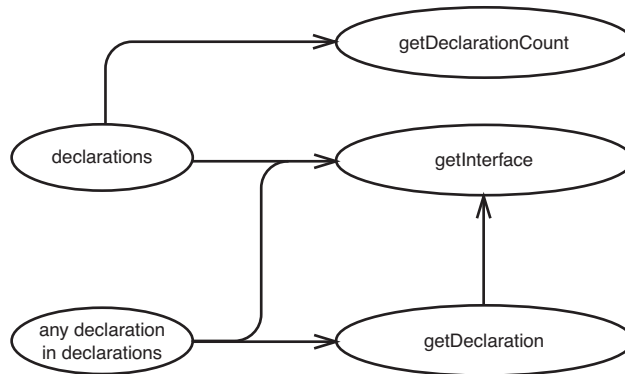 getDeclarationCount
declarations
getInterface
any declaration
in declarations
getDeclaration